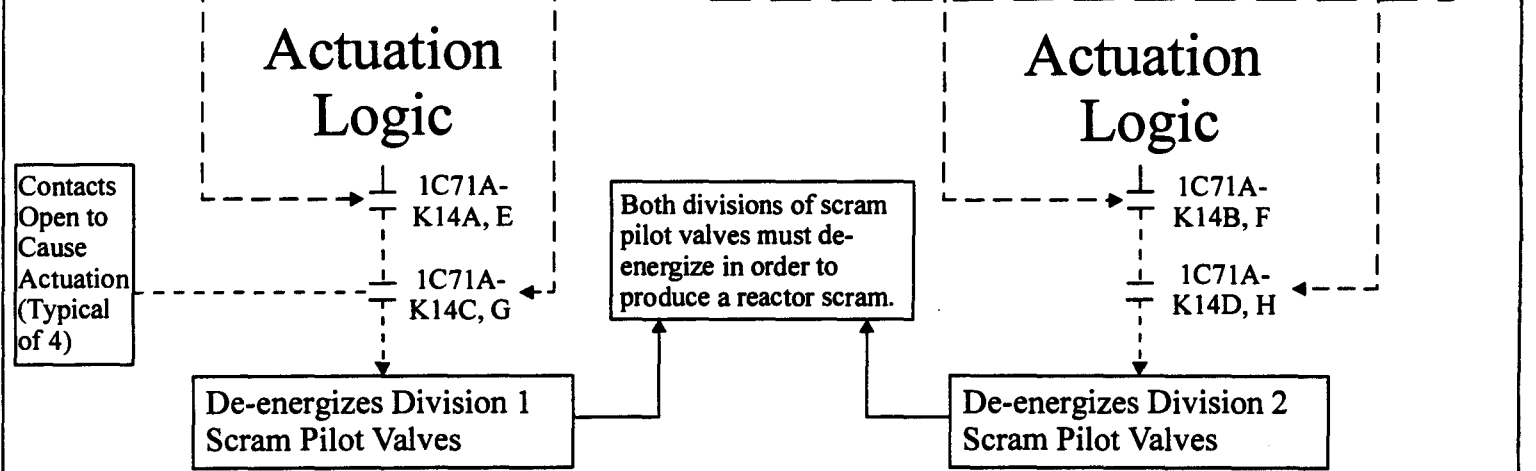 Actuation
Logic
Actuation
Logic
Contacts
Open to
Cause
Actuation
(Typical
of 4)
1C71A-
K14A, E
1C71A-
K14C, G
Both divisions of scram
pilot valves must de-
energize in order to
produce a reactor scram.
1C71A-
K14B, F
1C71A-
K14D, H
De-energizes Division 1
Scram Pilot Valves
De-energizes Division 2
Scram Pilot Valves